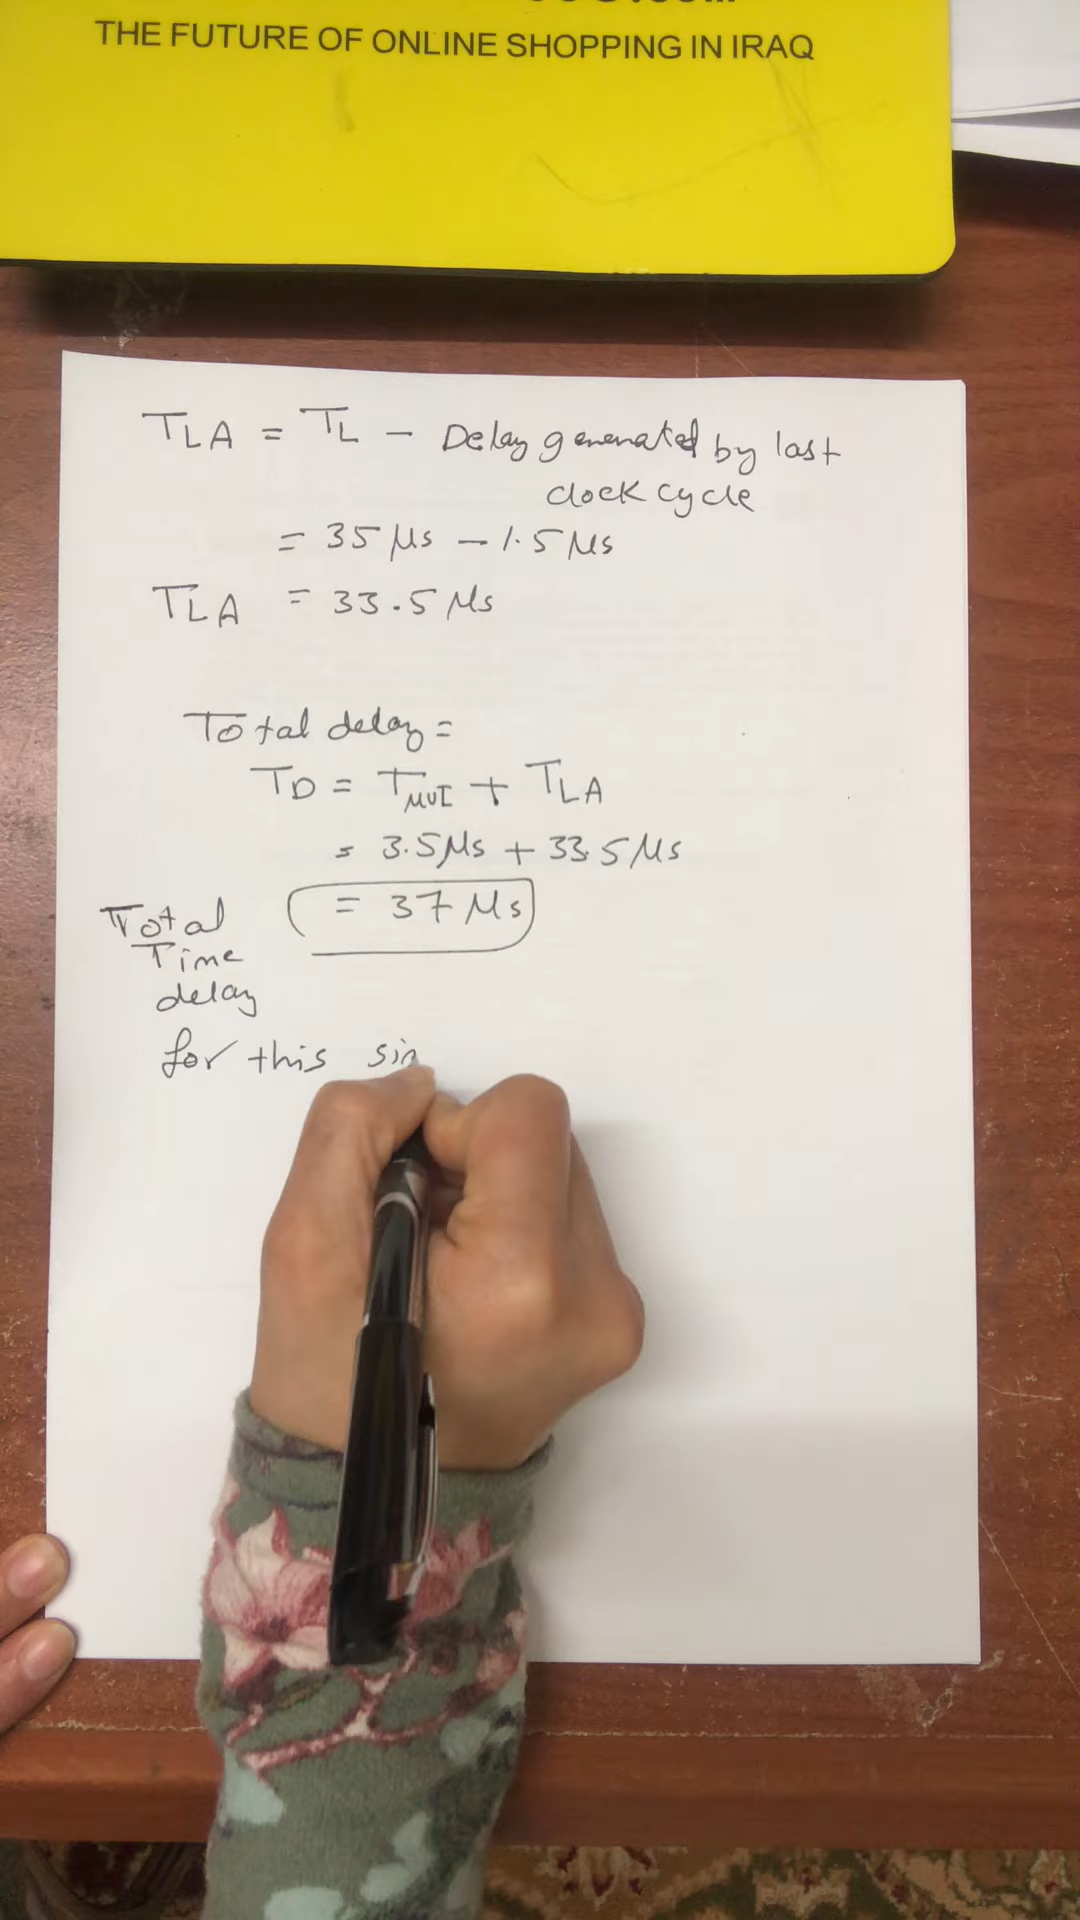 THE FUTURE OF ONLINE SHOPPING IN IRAQ
TLA = TL - Delay generated by last
clock cycle
= 35 μs - 1.5 μs
TLA = 33.5 μs
Total delay =
TD = TMVI + TLA
= 3.5 μs + 33.5 μs
= 37 μs
Total
Time
delay
for this sin